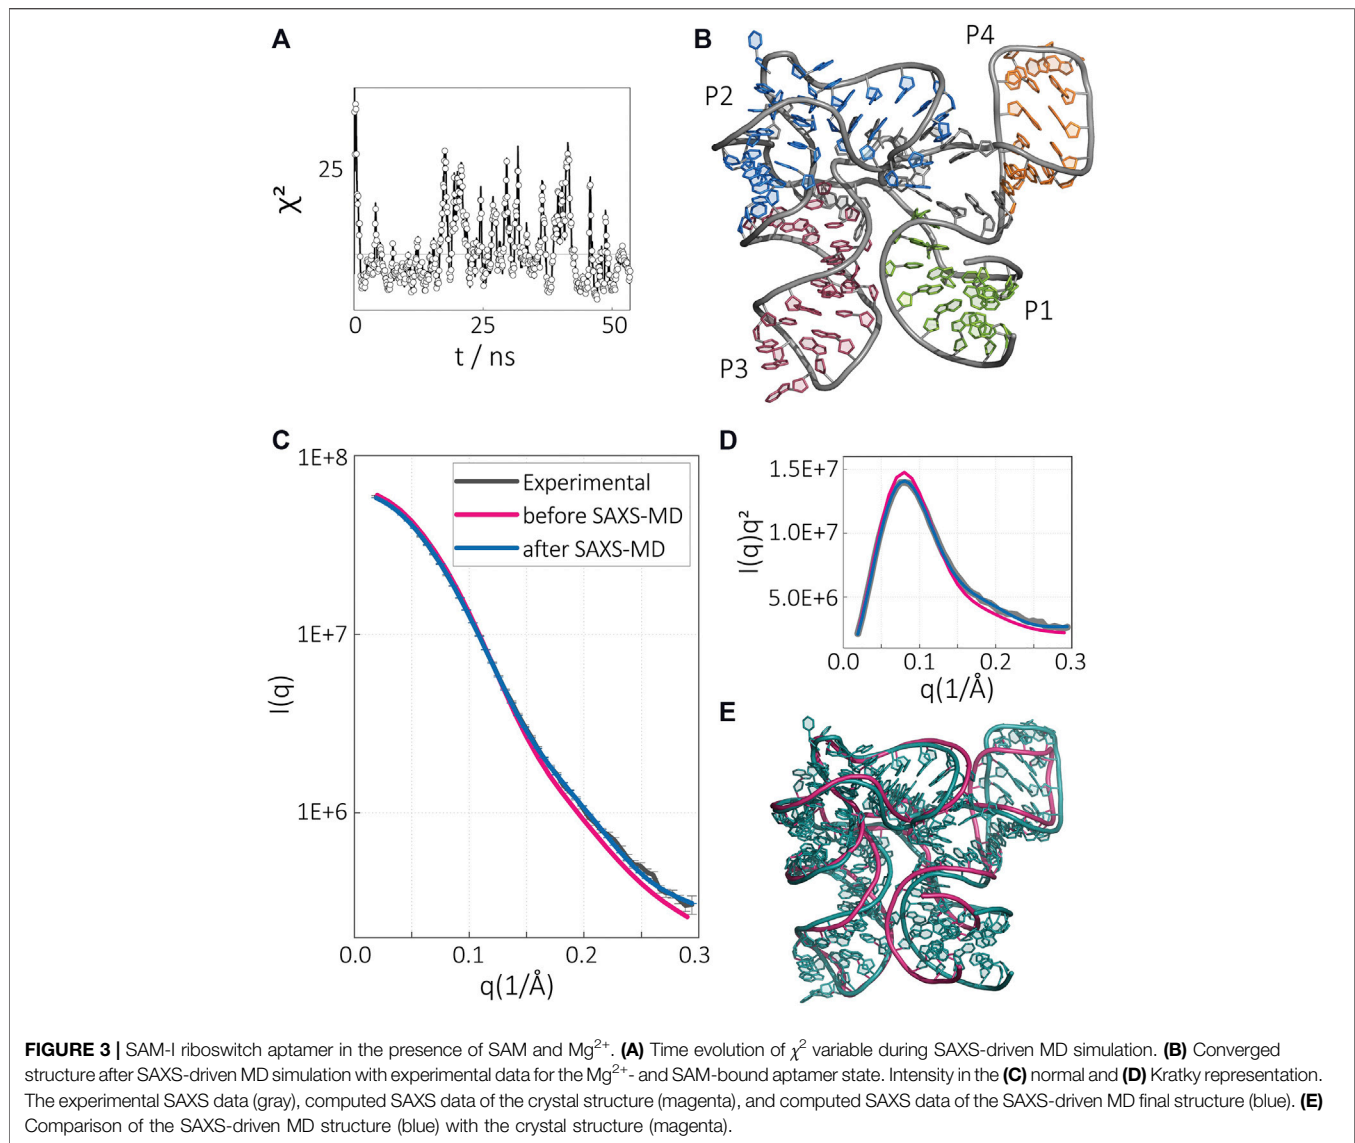 A
25
χ²
0
25
50
t / ns
B
P4
P2
P1
P3
C
1E+8
Experimental
before SAXS-MD
after SAXS-MD
1E+7
I(q)
1E+6
0.0
0.1
0.2
0.3
q(1/Å)
D
1.5E+7
1.0E+7
5.0E+6
I(q)q²
0.0
0.1
0.2
0.3
q(1/Å)
E
FIGURE 3 | SAM-I riboswitch aptamer in the presence of SAM and Mg²⁺. (A) Time evolution of χ² variable during SAXS-driven MD simulation. (B) Converged
structure after SAXS-driven MD simulation with experimental data for the Mg²⁺- and SAM-bound aptamer state. Intensity in the (C) normal and (D) Kratky representation.
The experimental SAXS data (gray), computed SAXS data of the crystal structure (magenta), and computed SAXS data of the SAXS-driven MD final structure (blue). (E)
Comparison of the SAXS-driven MD structure (blue) with the crystal structure (magenta).